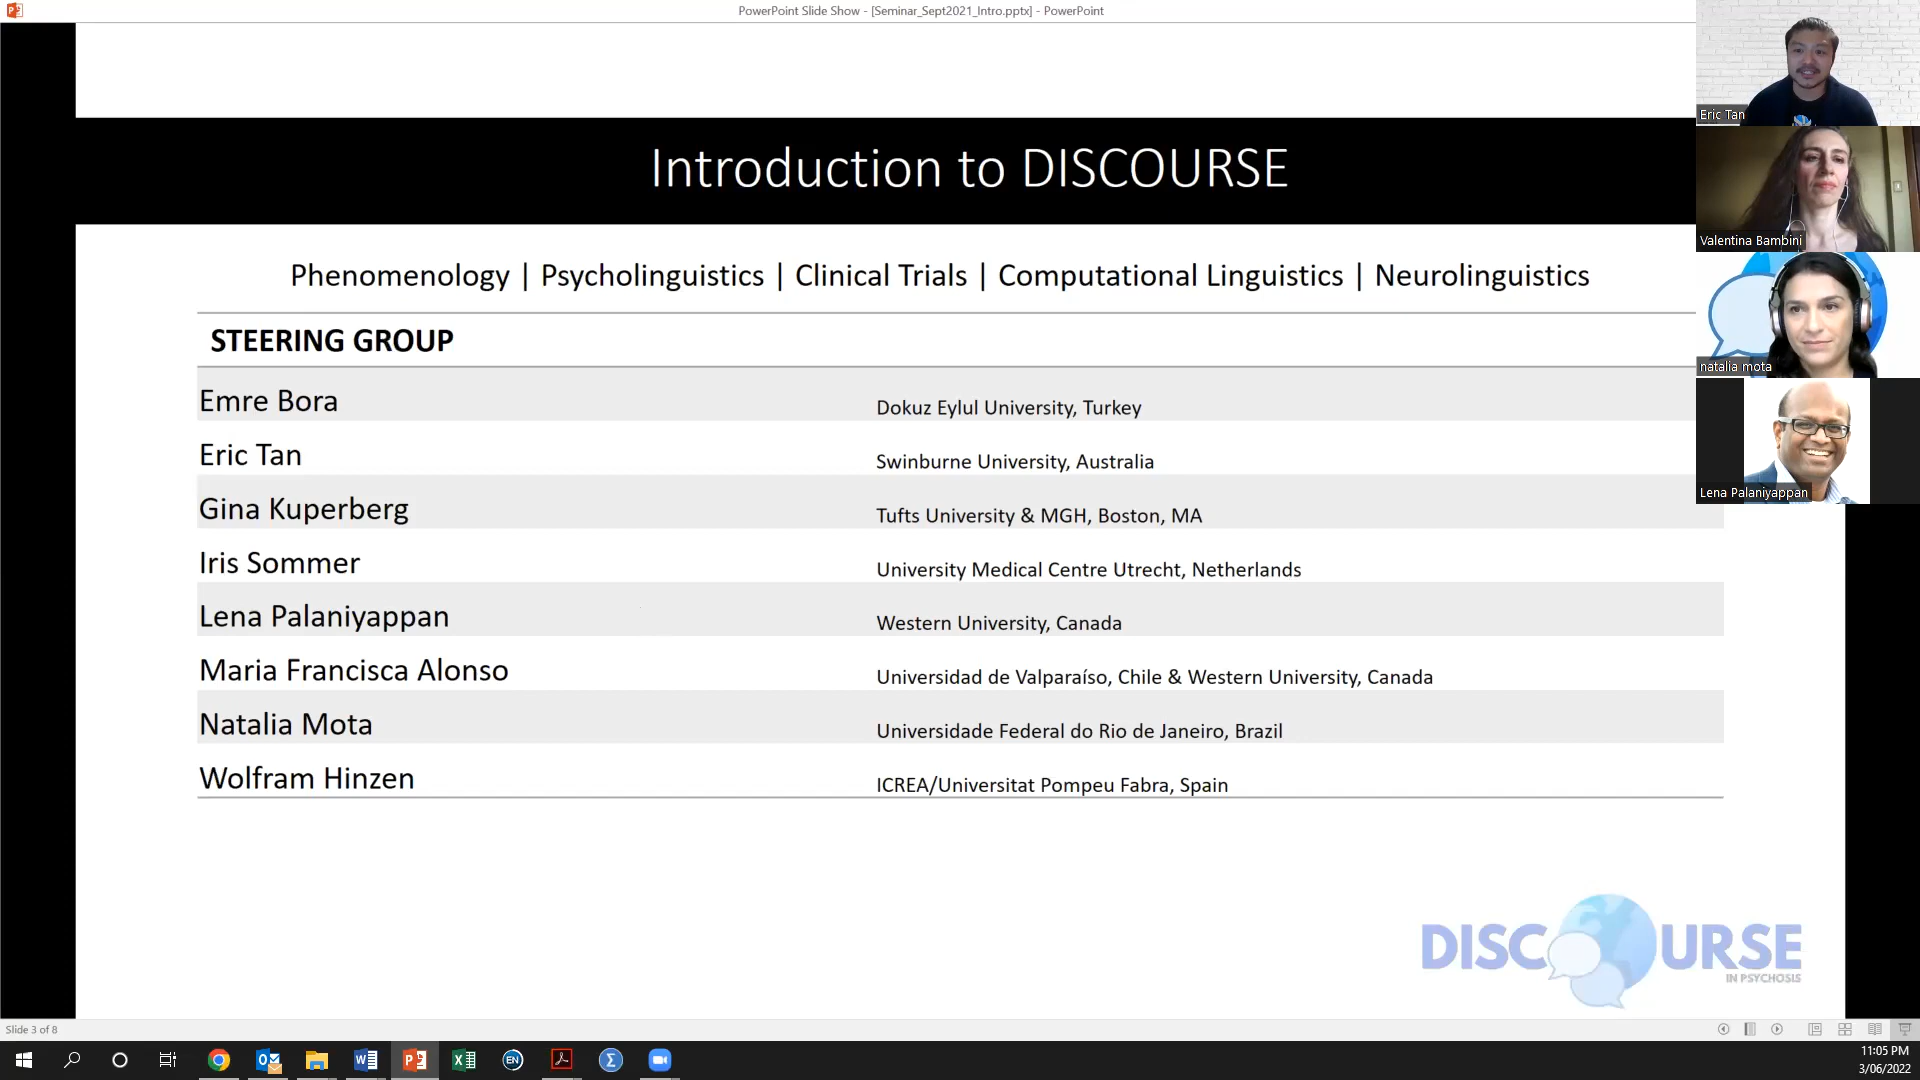 PowerPoint Slide Show - [Seminar_Sept2021_Intro.pptx] - PowerPoint
Introduction to DISCOURSE
Phenomenology | Psycholinguistics | Clinical Trials | Computational Linguistics | Neurolinguistics
STEERING GROUP
Emre Bora Dokuz Eylul University, Turkey
Eric Tan Swinburne University, Australia
Gina Kuperberg Tufts University & MGH, Boston, MA
Iris Sommer University Medical Centre Utrecht, Netherlands
Lena Palaniyappan Western University, Canada
Maria Francisca Alonso Universidad de Valparaíso, Chile & Western University, Canada
Natalia Mota Universidade Federal do Rio de Janeiro, Brazil
Wolfram Hinzen ICREA/Universitat Pompeu Fabra, Spain
DISCOURSE
IN PSYCHOSIS
Eric Tan
Valentina Bambini
natalia mota
Lena Palaniyappan
Slide 3 of 8
EN
11:05 PM
3/06/2022